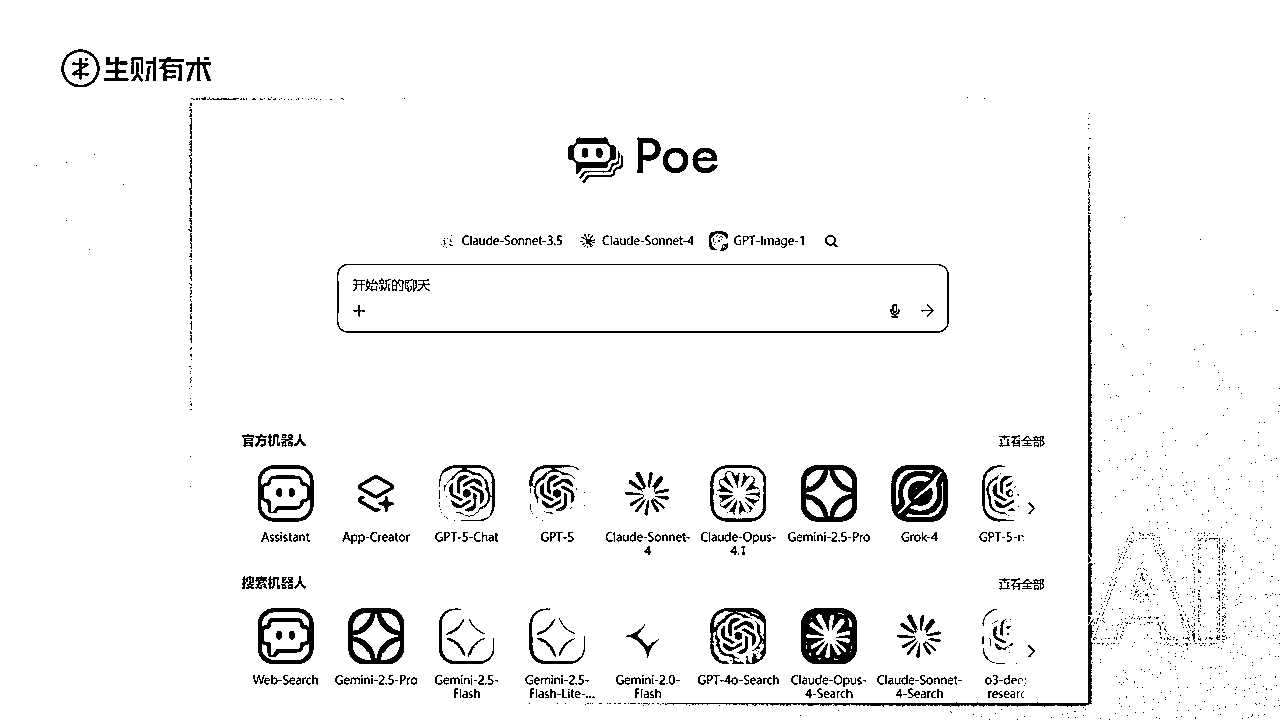 生财有术
Poe
Claude-Sonnet-3.5 Claude-Sonnet-4 GPT-Image-1
开始新的聊天
官方机器人 查看全部
Assistant App-Creator GPT-5-Chat GPT-5 Claude-Sonnet-4 Claude-Opus-4.1 Gemini-2.5-Pro Grok-4 GPT-5-n
搜索机器人 查看全部
Web-Search Gemini-2.5-Pro Gemini-2.5-Flash Gemini-2.5-Flash-Lite-... Gemini-2.0-Flash GPT-4o-Search Claude-Opus-4-Search Claude-Sonnet-4-Search o3-deep researc
AI